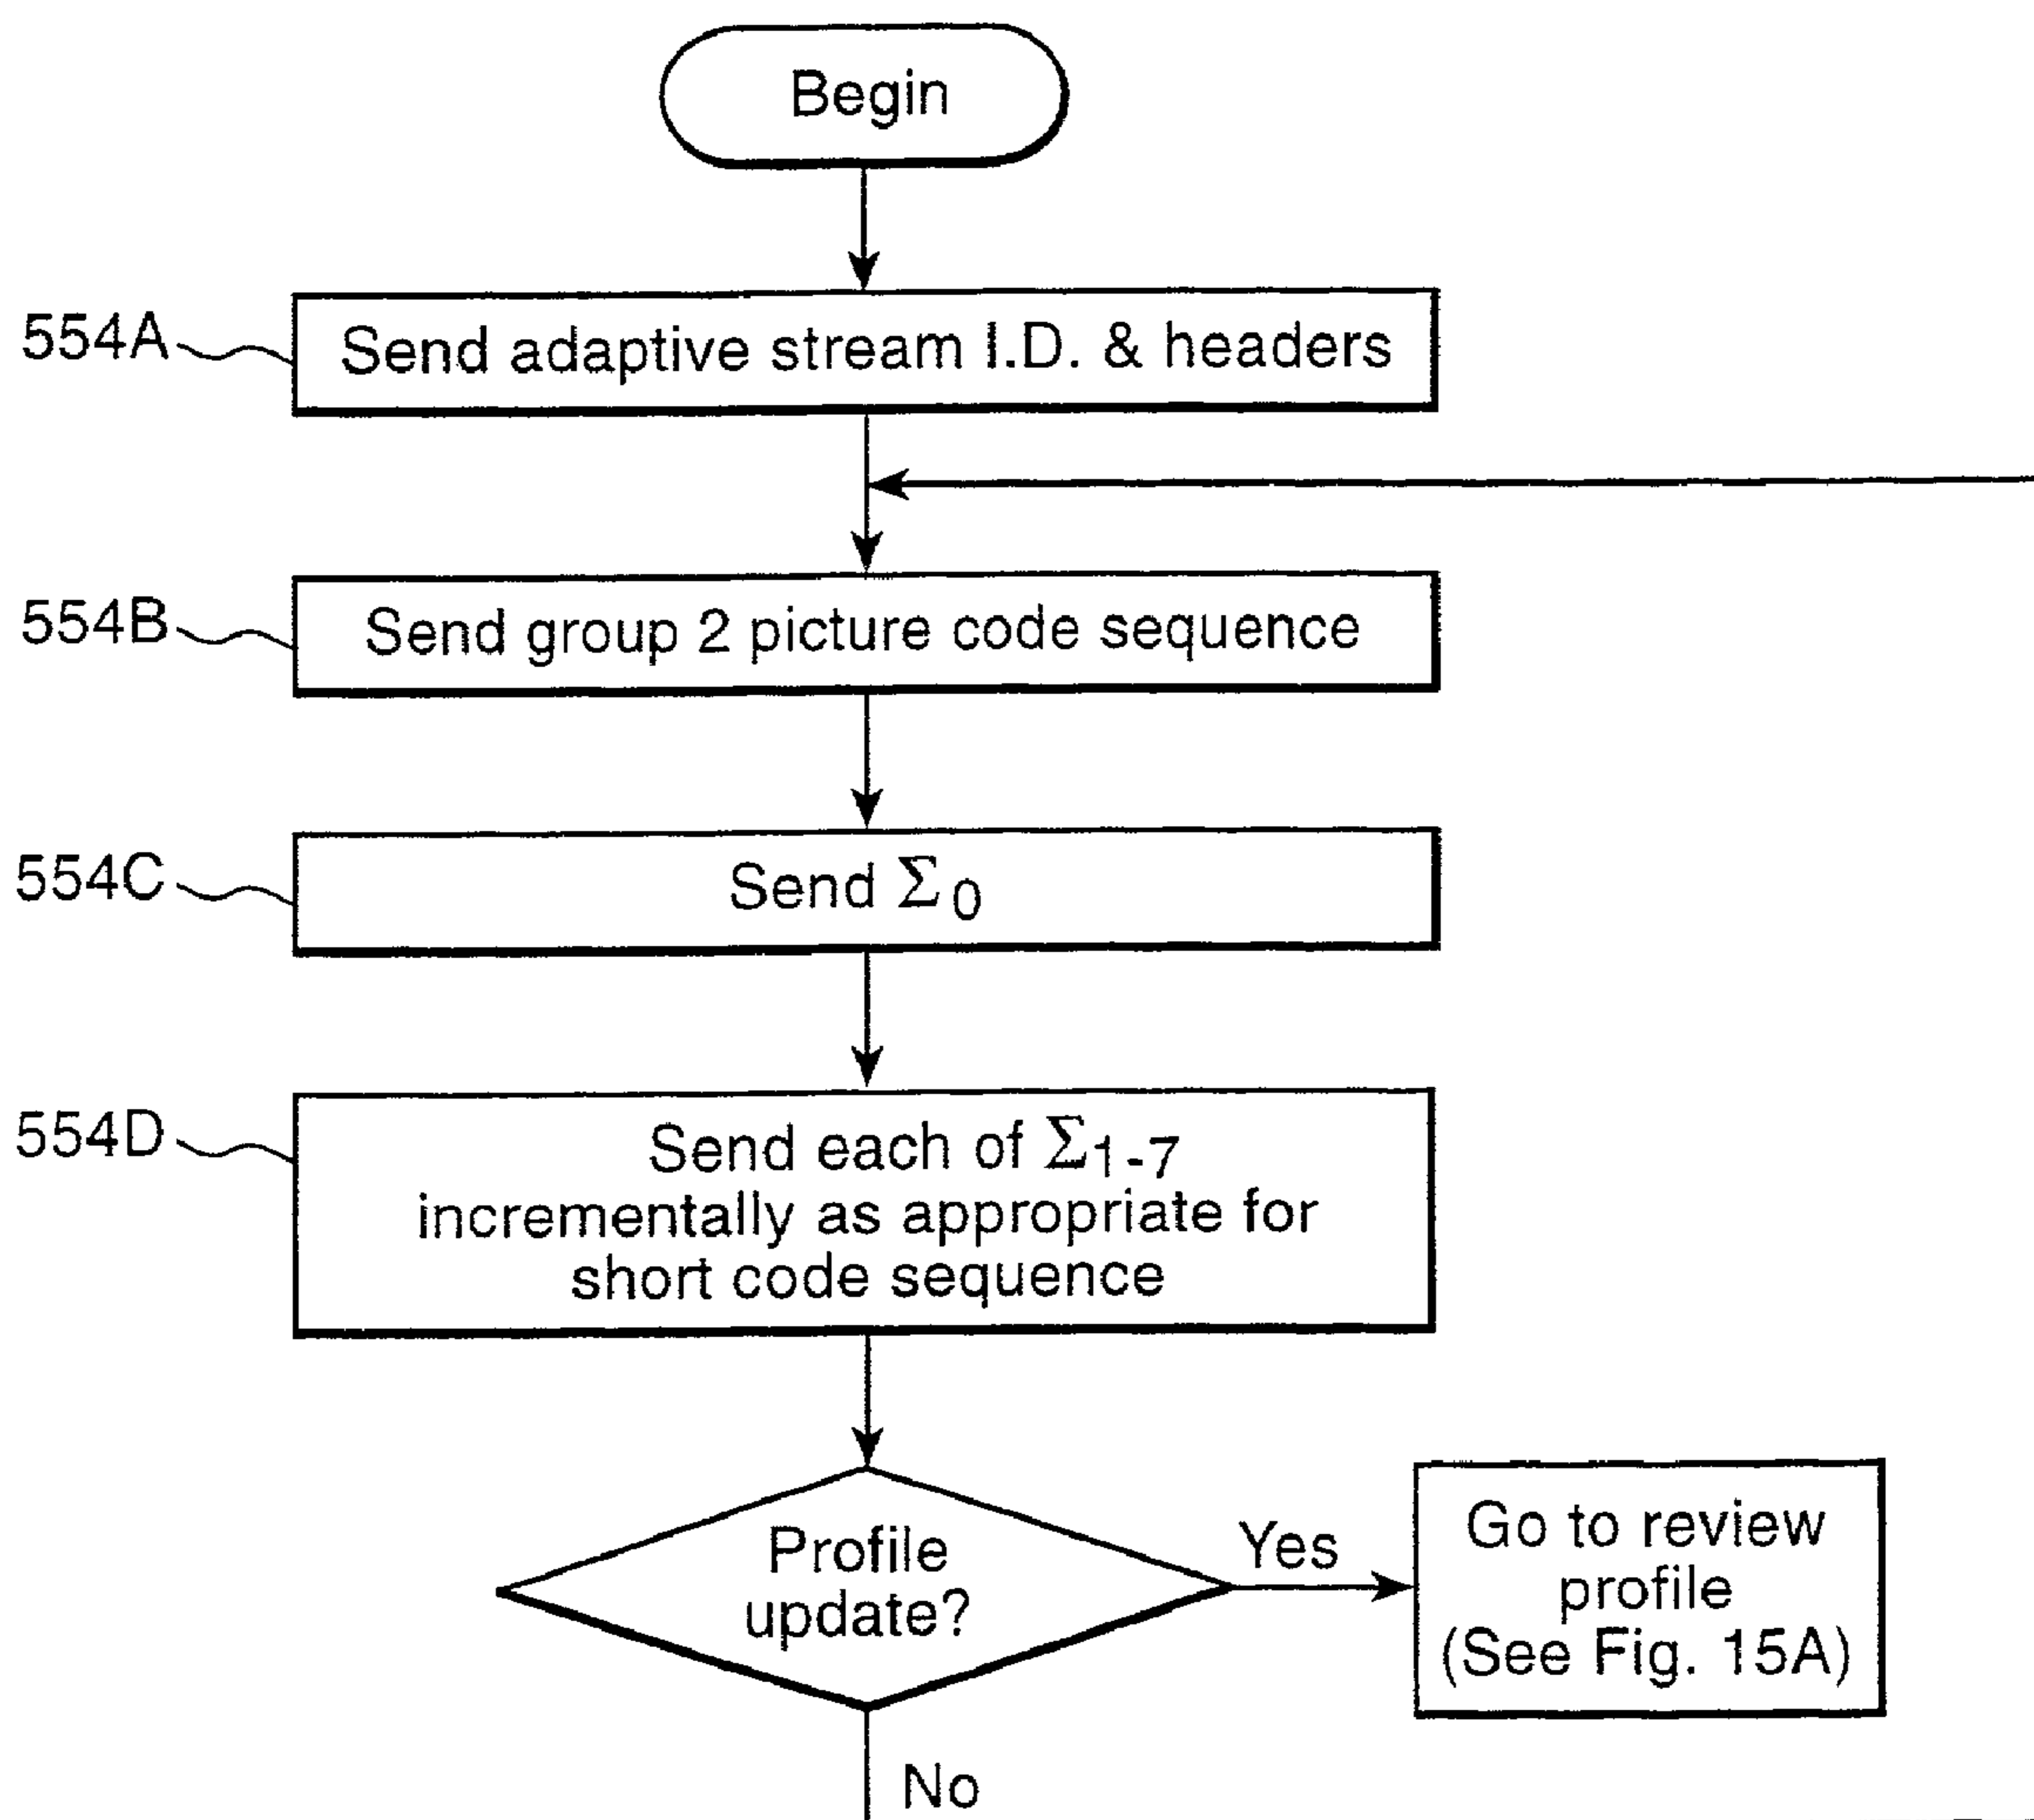 Begin
554A
Send adaptive stream I.D. & headers
554B
Send group 2 picture code sequence
554C
Send Σ0
554D
Send each of Σ1-7
incrementally as appropriate for
short code sequence
Profile
update?
Yes
Go to review
profile
(See Fig. 15A)
No